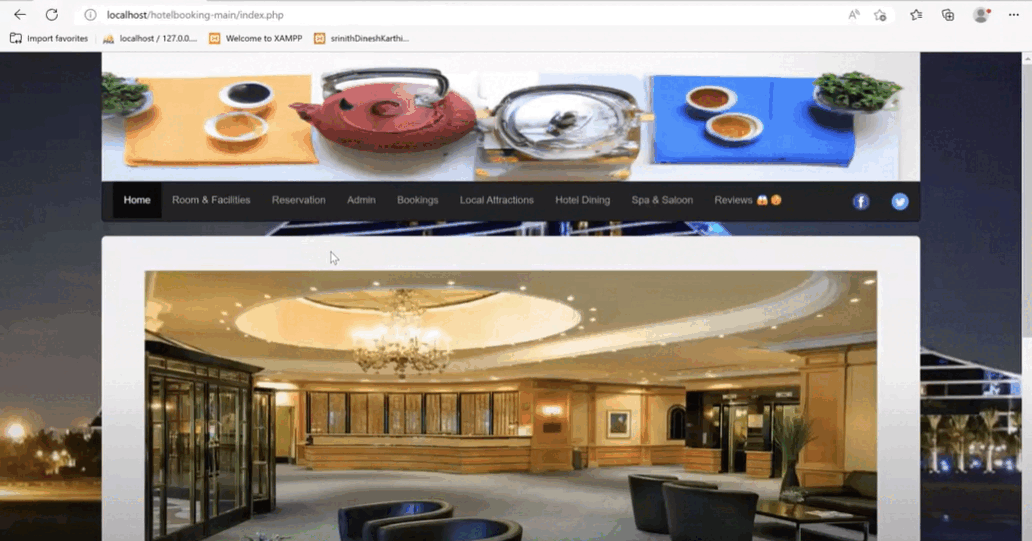 localhost/hotelbooking-main/index.php
Import favorites
localhost / 127.0.0....
Welcome to XAMPP
srinithDineshKarthi...
Home
Room & Facilities
Reservation
Admin
Bookings
Local Attractions
Hotel Dining
Spa & Saloon
Reviews 😱😡